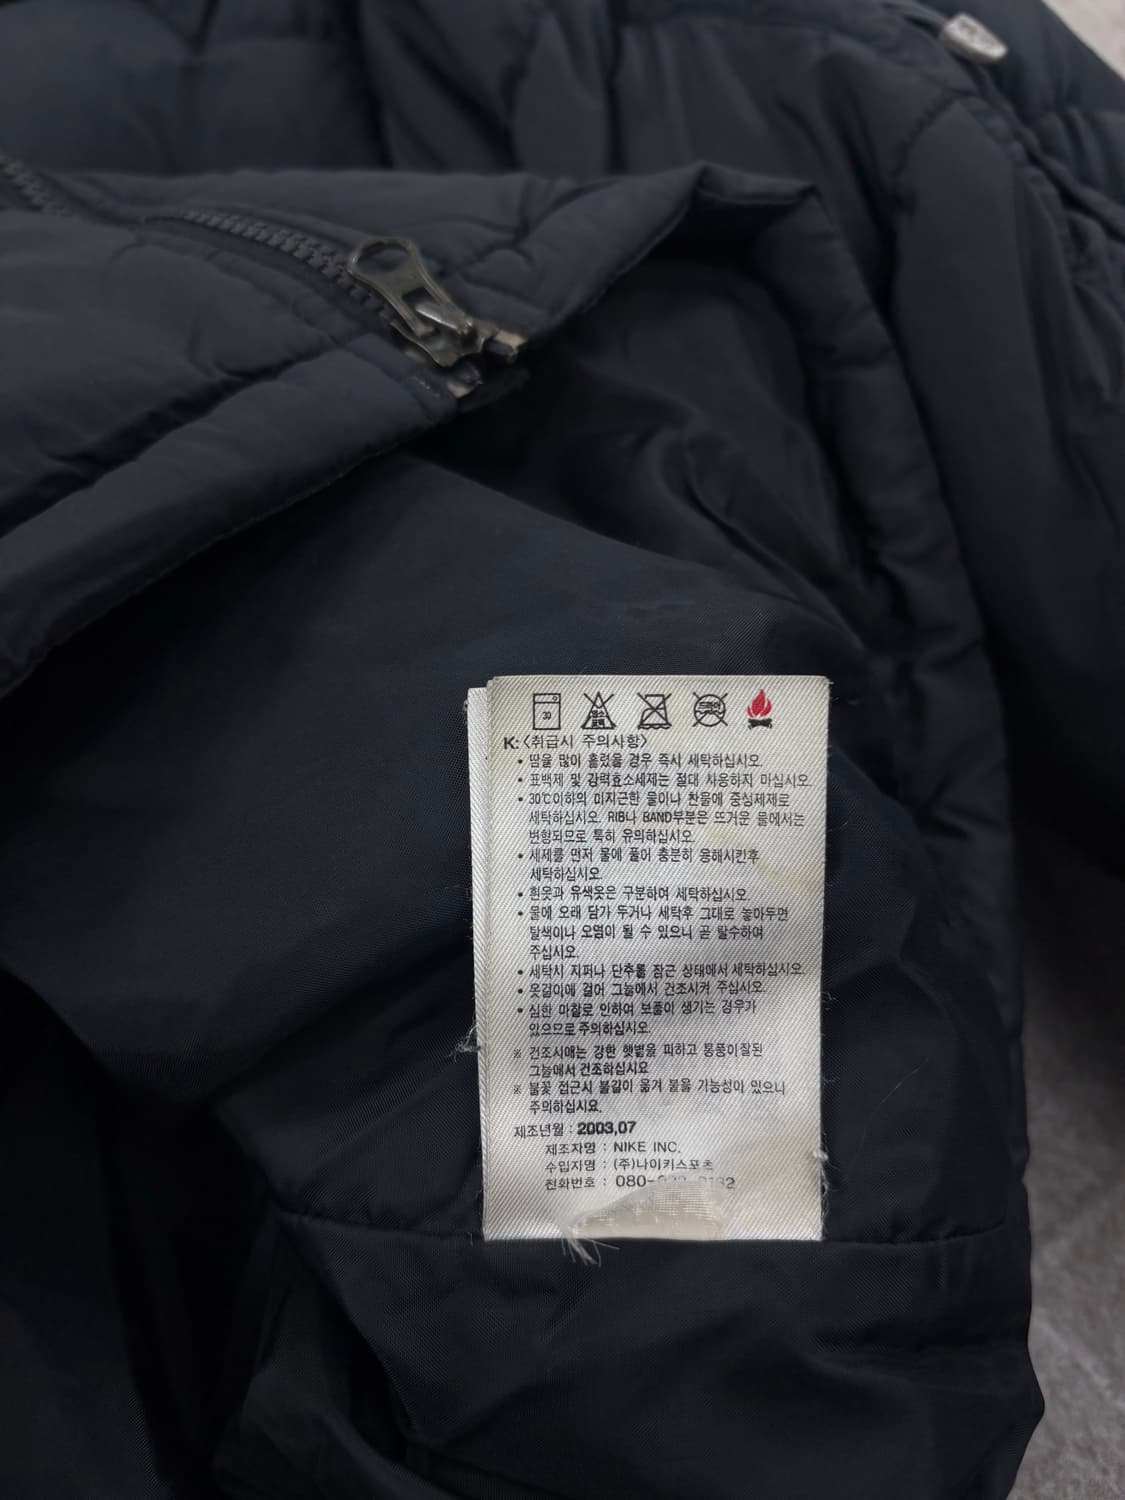 30
염소
표백
드라이
K:〈취급시 주의사항〉
• 땀을 많이 흘렸을 경우 즉시 세탁하십시오.
• 표백제 및 강력효소세제는 절대 사용하지 마십시오.
• 30℃이하의 미지근한 물이나 찬물에 중성세제로
세탁하십시오. RIB나 BAND부분은 뜨거운 물에서는
변형되므로 특히 유의하십시오.
• 세제를 먼저 물에 풀어 충분히 용해시킨후
세탁하십시오.
• 흰옷과 유색옷은 구분하여 세탁하십시오.
• 물에 오래 담가 두거나 세탁후 그대로 놓아두면
탈색이나 오염이 될 수 있으니 곧 탈수하여
주십시오.
• 세탁시 지퍼나 단추를 잠근 상태에서 세탁하십시오.
• 옷걸이에 걸어 그늘에서 건조시켜 주십시오.
• 심한 마찰로 인하여 보풀이 생기는 경우가
있으므로 주의하십시오.
※ 건조시에는 강한 햇볕을 피하고 통풍이잘된
그늘에서 건조하십시요
※ 불꽃 접근시 불길이 옮겨 붙을 가능성이 있으니
주의하십시요.
제조년월 : 2003.07
제조자명 : NIKE INC.
수입자명 : (주)나이키스포츠
전화번호 : 080-